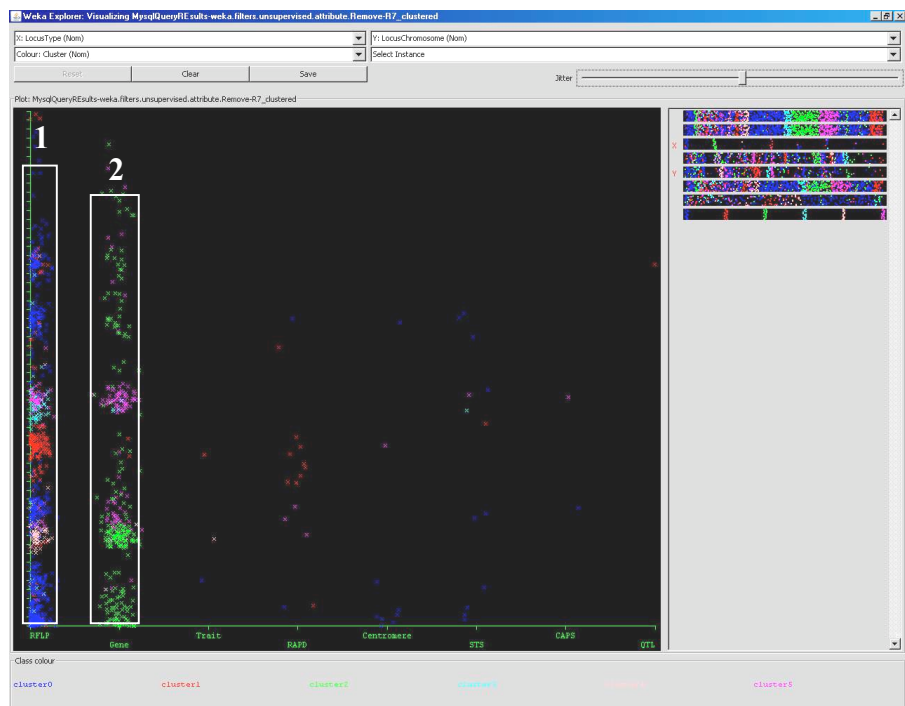 Weka Explorer: Visualizing MysqlQueryREsults-weka.filters.unsupervised.attribute.Remove-R7_clustered
X: LocusType (Nom) Y: LocusChromosome (Nom)
Colour: Cluster (Nom) Select Instance
Reset Clear Save Jitter
Plot: MysqlQueryREsults-weka.filters.unsupervised.attribute.Remove-R7_clustered
1
2
X
Y
RFLP Trait Centromere CAPS
Gene RAPD STS QTL
Class colour
cluster0 cluster1 cluster2 cluster5